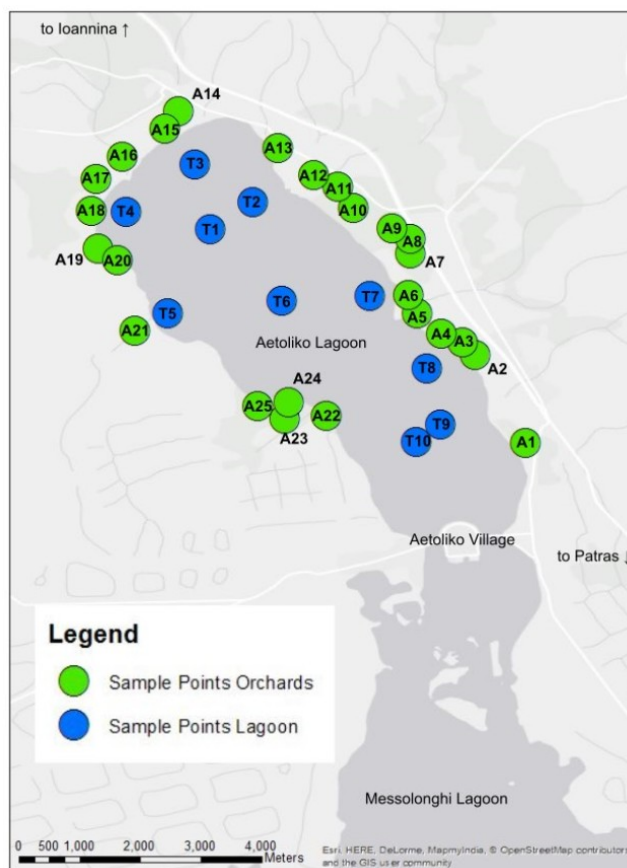 to Ioannina ↑
A14
A15
A13
A16
T3
A12
A17
A11
T2
A10
A18
T4
T1
A9
A8
A19
A20
A7
T6
T7
A6
T5
A5
A21
A4
A3
Aetoliko Lagoon
A2
T8
A24
A25
A22
A23
T9
T10
A1
Aetoliko Village
to Patras ↓
Legend
Sample Points Orchards
Sample Points Lagoon
Messolonghi Lagoon
0 500 1,000 2,000 3,000 4,000
Meters
Esri, HERE, DeLorme, MapmyIndia, © OpenStreetMap contributors
and the GIS user community